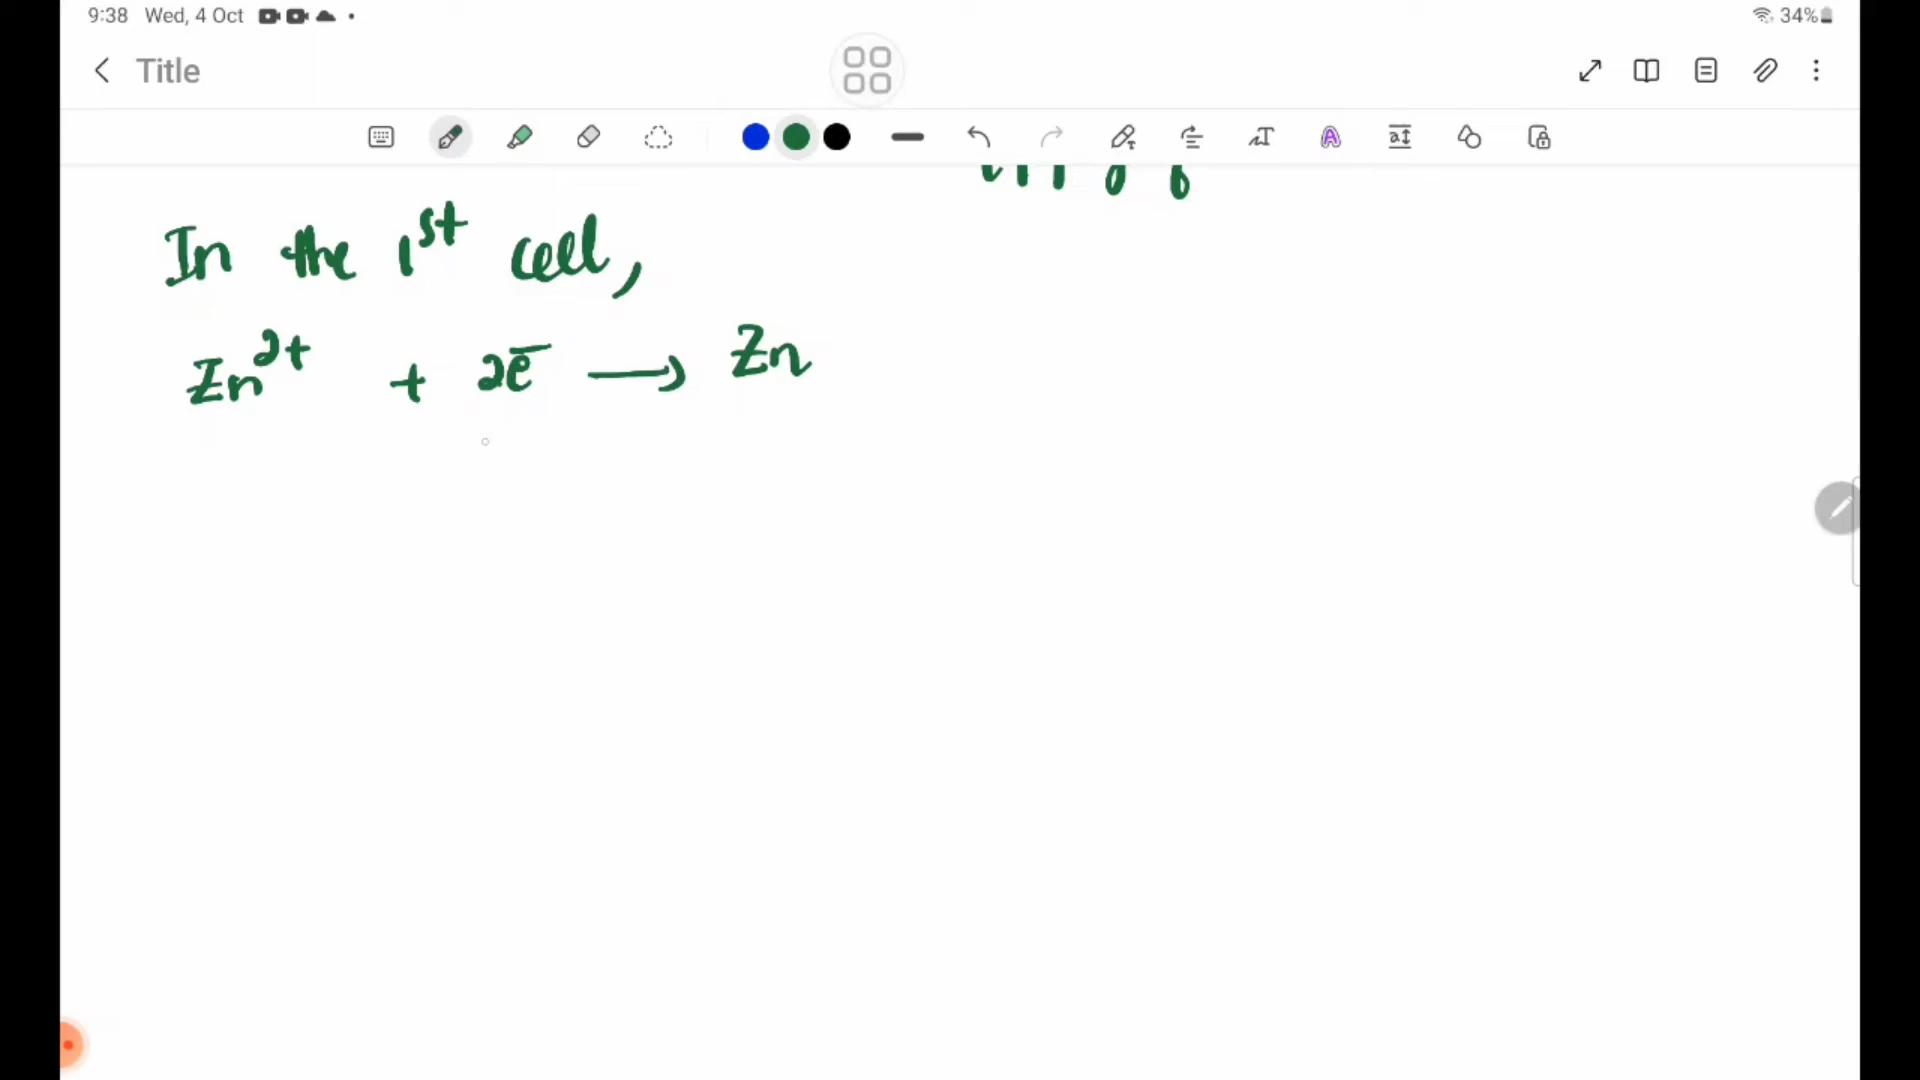 9:38 Wed, 4 Oct
34%
Title
In the 1st cell,
Zn²⁺ + 2e⁻ → Zn